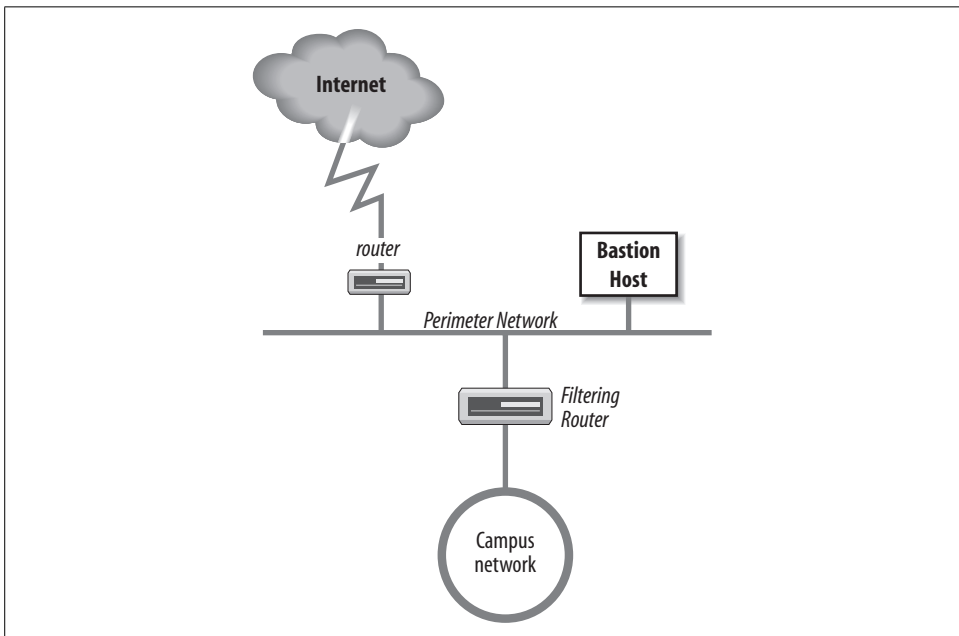 Internet
router
Bastion
Host
Perimeter Network
Filtering
Router
Campus
network